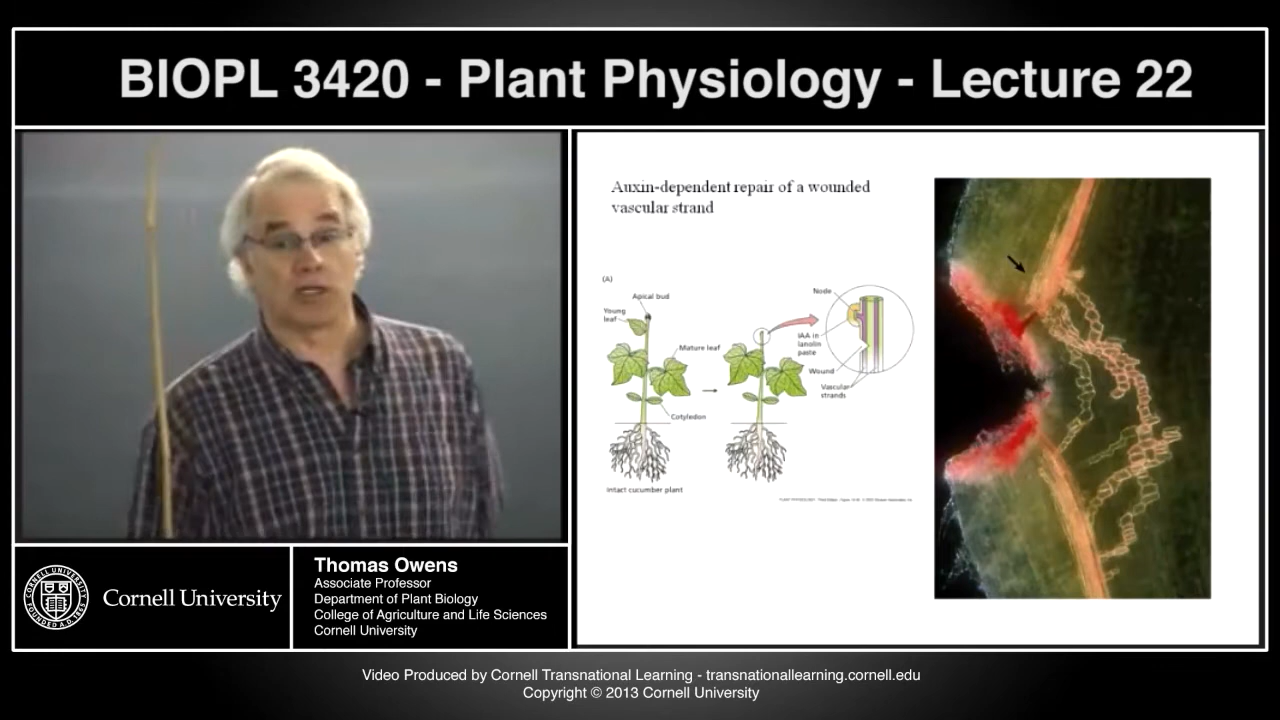 BIOPL 3420 - Plant Physiology - Lecture 22
Auxin-dependent repair of a wounded
vascular strand
(A)
Apical bud
Young
leaf
Mature leaf
Cotyledon
Intact cucumber plant
Node
IAA in
lanolin
paste
Wound
Vascular
strands
CORNELL UNIVERSITY
FOUNDED A.D.
Cornell University
Thomas Owens
Associate Professor
Department of Plant Biology
College of Agriculture and Life Sciences
Cornell University
Video Produced by Cornell Transnational Learning - transnationallearning.cornell.edu
Copyright © 2013 Cornell University